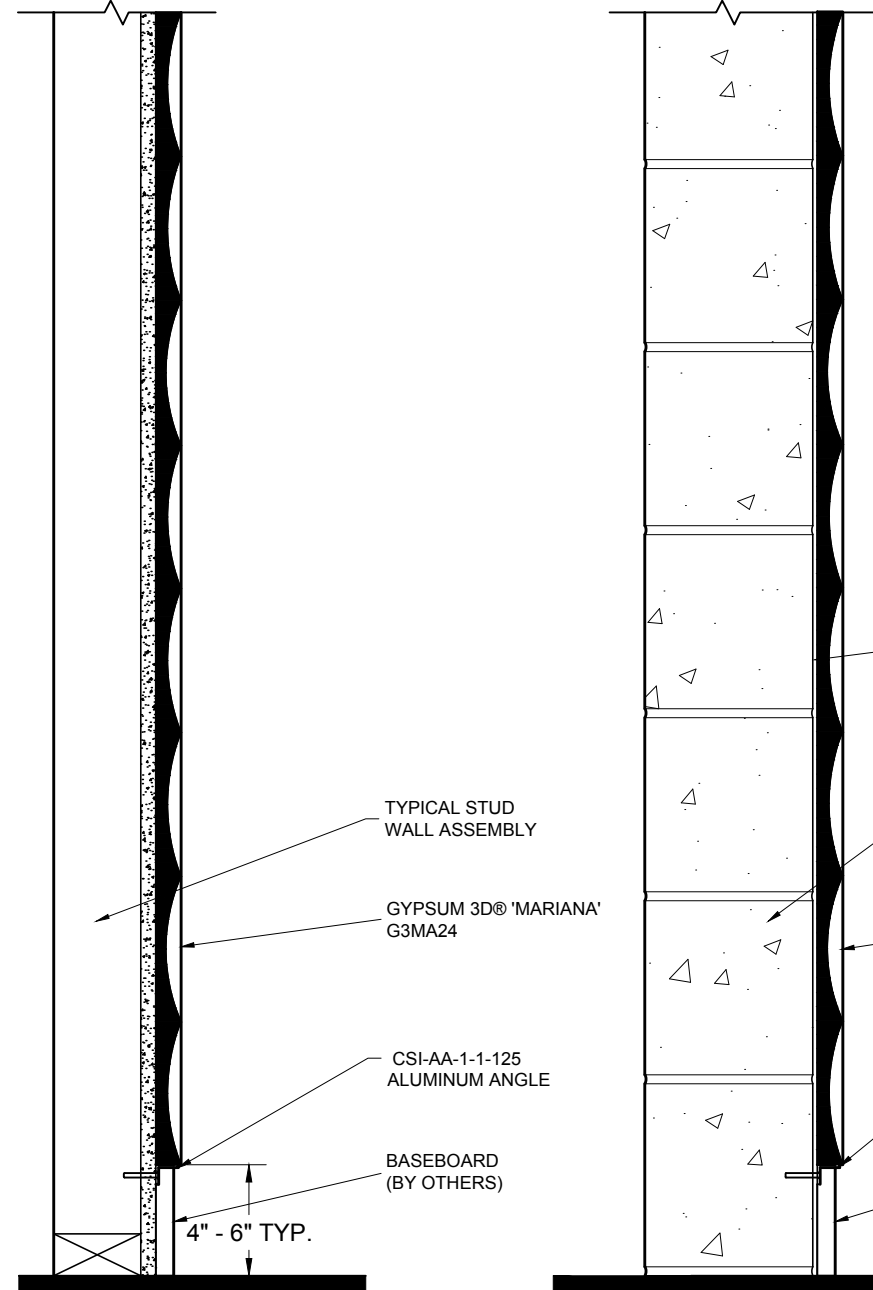 TYPICAL STUD
WALL ASSEMBLY
GYPSUM 3D® 'MARIANA'
G3MA24
CSI-AA-1-1-125
ALUMINUM ANGLE
BASEBOARD
(BY OTHERS)
4" - 6" TYP.